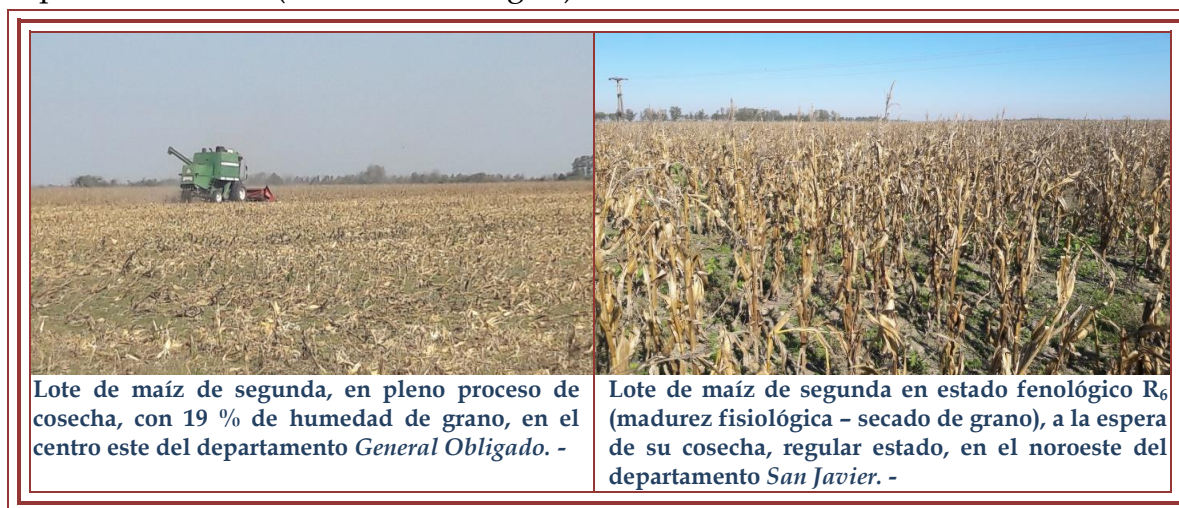 Lote de maíz de segunda, en pleno proceso de
cosecha, con 19 % de humedad de grano, en el
centro este del departamento General Obligado. -
Lote de maíz de segunda en estado fenológico R₆
(madurez fisiológica – secado de grano), a la espera
de su cosecha, regular estado, en el noroeste del
departamento San Javier. -